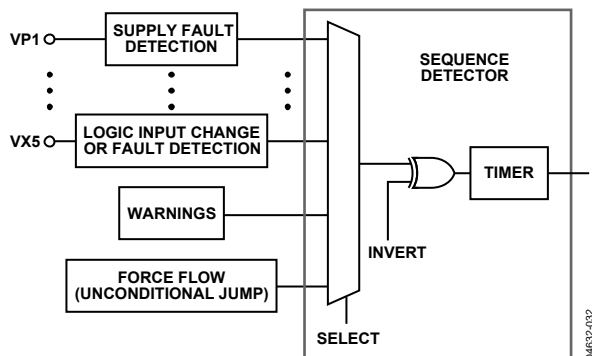 VP1
SUPPLY FAULT
DETECTION
SEQUENCE
DETECTOR
VX5
LOGIC INPUT CHANGE
OR FAULT DETECTION
TIMER
WARNINGS
INVERT
FORCE FLOW
(UNCONDITIONAL JUMP)
SELECT
04632-032